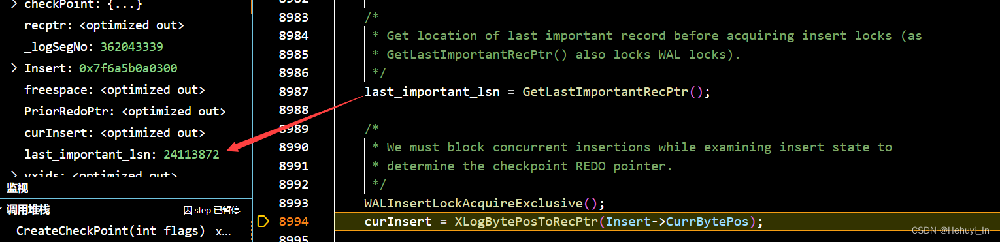 > checkPoint: {...}
recptr: <optimized out>
_logSegNo: 362043339
> Insert: 0x7f6a5b0a0300
freespace: <optimized out>
PriorRedoPtr: <optimized out>
curInsert: <optimized out>
last_important_lsn: 24113872
> vxids: <optimized out>
监视
调用堆栈 因 step 已暂停
CreateCheckPoint(int flags) x...
8982
8983 /*
8984 * Get location of last important record before acquiring insert locks (as
8985 * GetLastImportantRecPtr() also locks WAL locks).
8986 */
8987 last_important_lsn = GetLastImportantRecPtr();
8988
8989 /*
8990 * We must block concurrent insertions while examining insert state to
8991 * determine the checkpoint REDO pointer.
8992 */
8993 WALInsertLockAcquireExclusive();
8994 curInsert = XLogBytePosToRecPtr(Insert->CurrBytePos);
8995
CSDN @Hehuyi_In